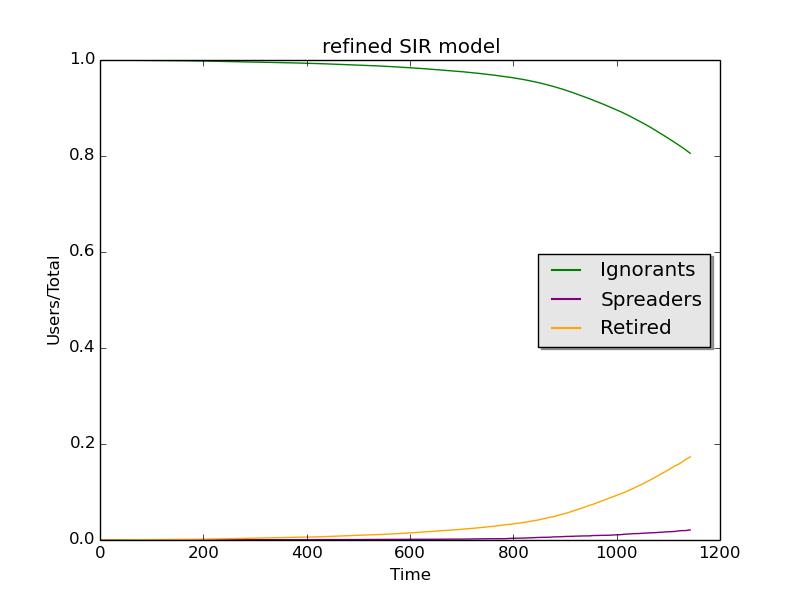 refined SIR model
1.0
0.8
0.6
0.4
0.2
0.0
Users/Total
Ignorants
Spreaders
Retired
0 200 400 600 800 1000 1200
Time